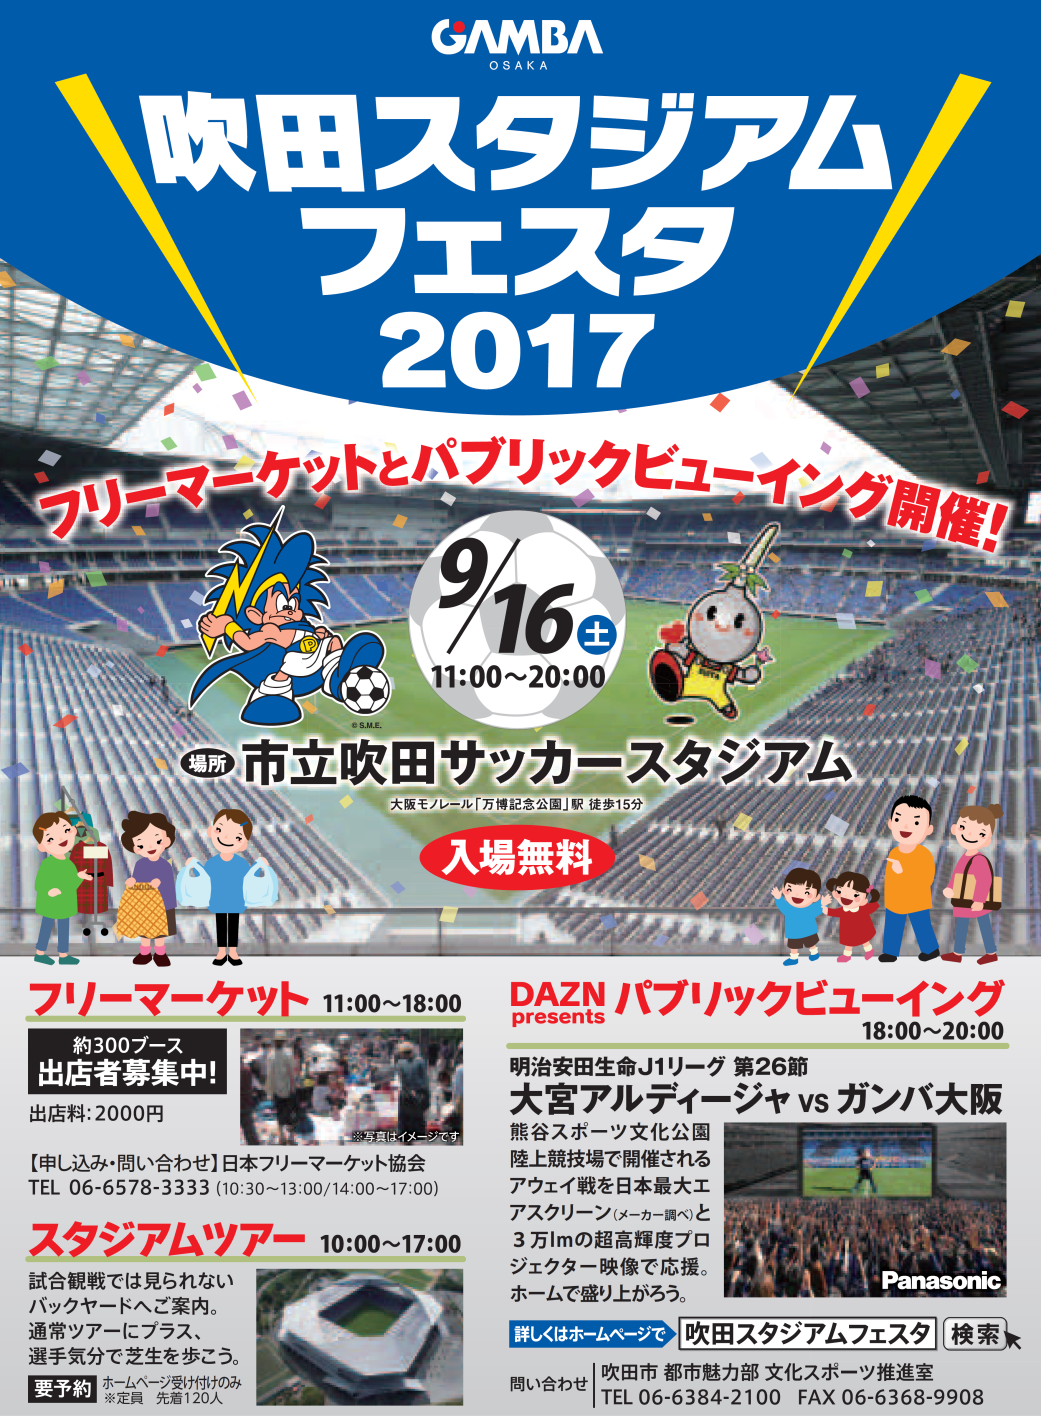 GAMBA
OSAKA
吹田スタジアム
フェスタ
2017
フリーマーケットとパブリックビューイング開催!
9/16土
11:00〜20:00
© S.M.E.
場所 市立吹田サッカースタジアム
大阪モノレール「万博記念公園」駅 徒歩15分
入場無料
フリーマーケット 11:00〜18:00
約300ブース
出店者募集中!
出店料:2000円
※写真はイメージです
【申し込み・問い合わせ】日本フリーマーケット協会
TEL 06-6578-3333(10:30〜13:00/14:00〜17:00)
スタジアムツアー 10:00〜17:00
試合観戦では見られない
バックヤードへご案内。
通常ツアーにプラス、
選手気分で芝生を歩こう。
要予約 ホームページ受け付けのみ
※定員 先着120人
DAZN
presents
パブリックビューイング
18:00〜20:00
明治安田生命J1リーグ 第26節
大宮アルディージャ VS ガンバ大阪
熊谷スポーツ文化公園
陸上競技場で開催される
アウェイ戦を日本最大エ
アスクリーン(メーカー調べ)と
3万lmの超高輝度プロ
ジェクター映像で応援。
ホームで盛り上がろう。
Panasonic
詳しくはホームページで 吹田スタジアムフェスタ 検索
問い合わせ
吹田市 都市魅力部 文化スポーツ推進室
TEL 06-6384-2100 FAX 06-6368-9908